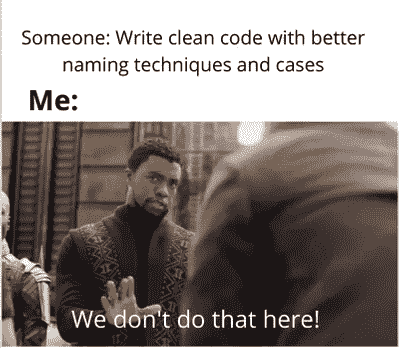 Someone: Write clean code with better
naming techniques and cases
Me:
We don't do that here!